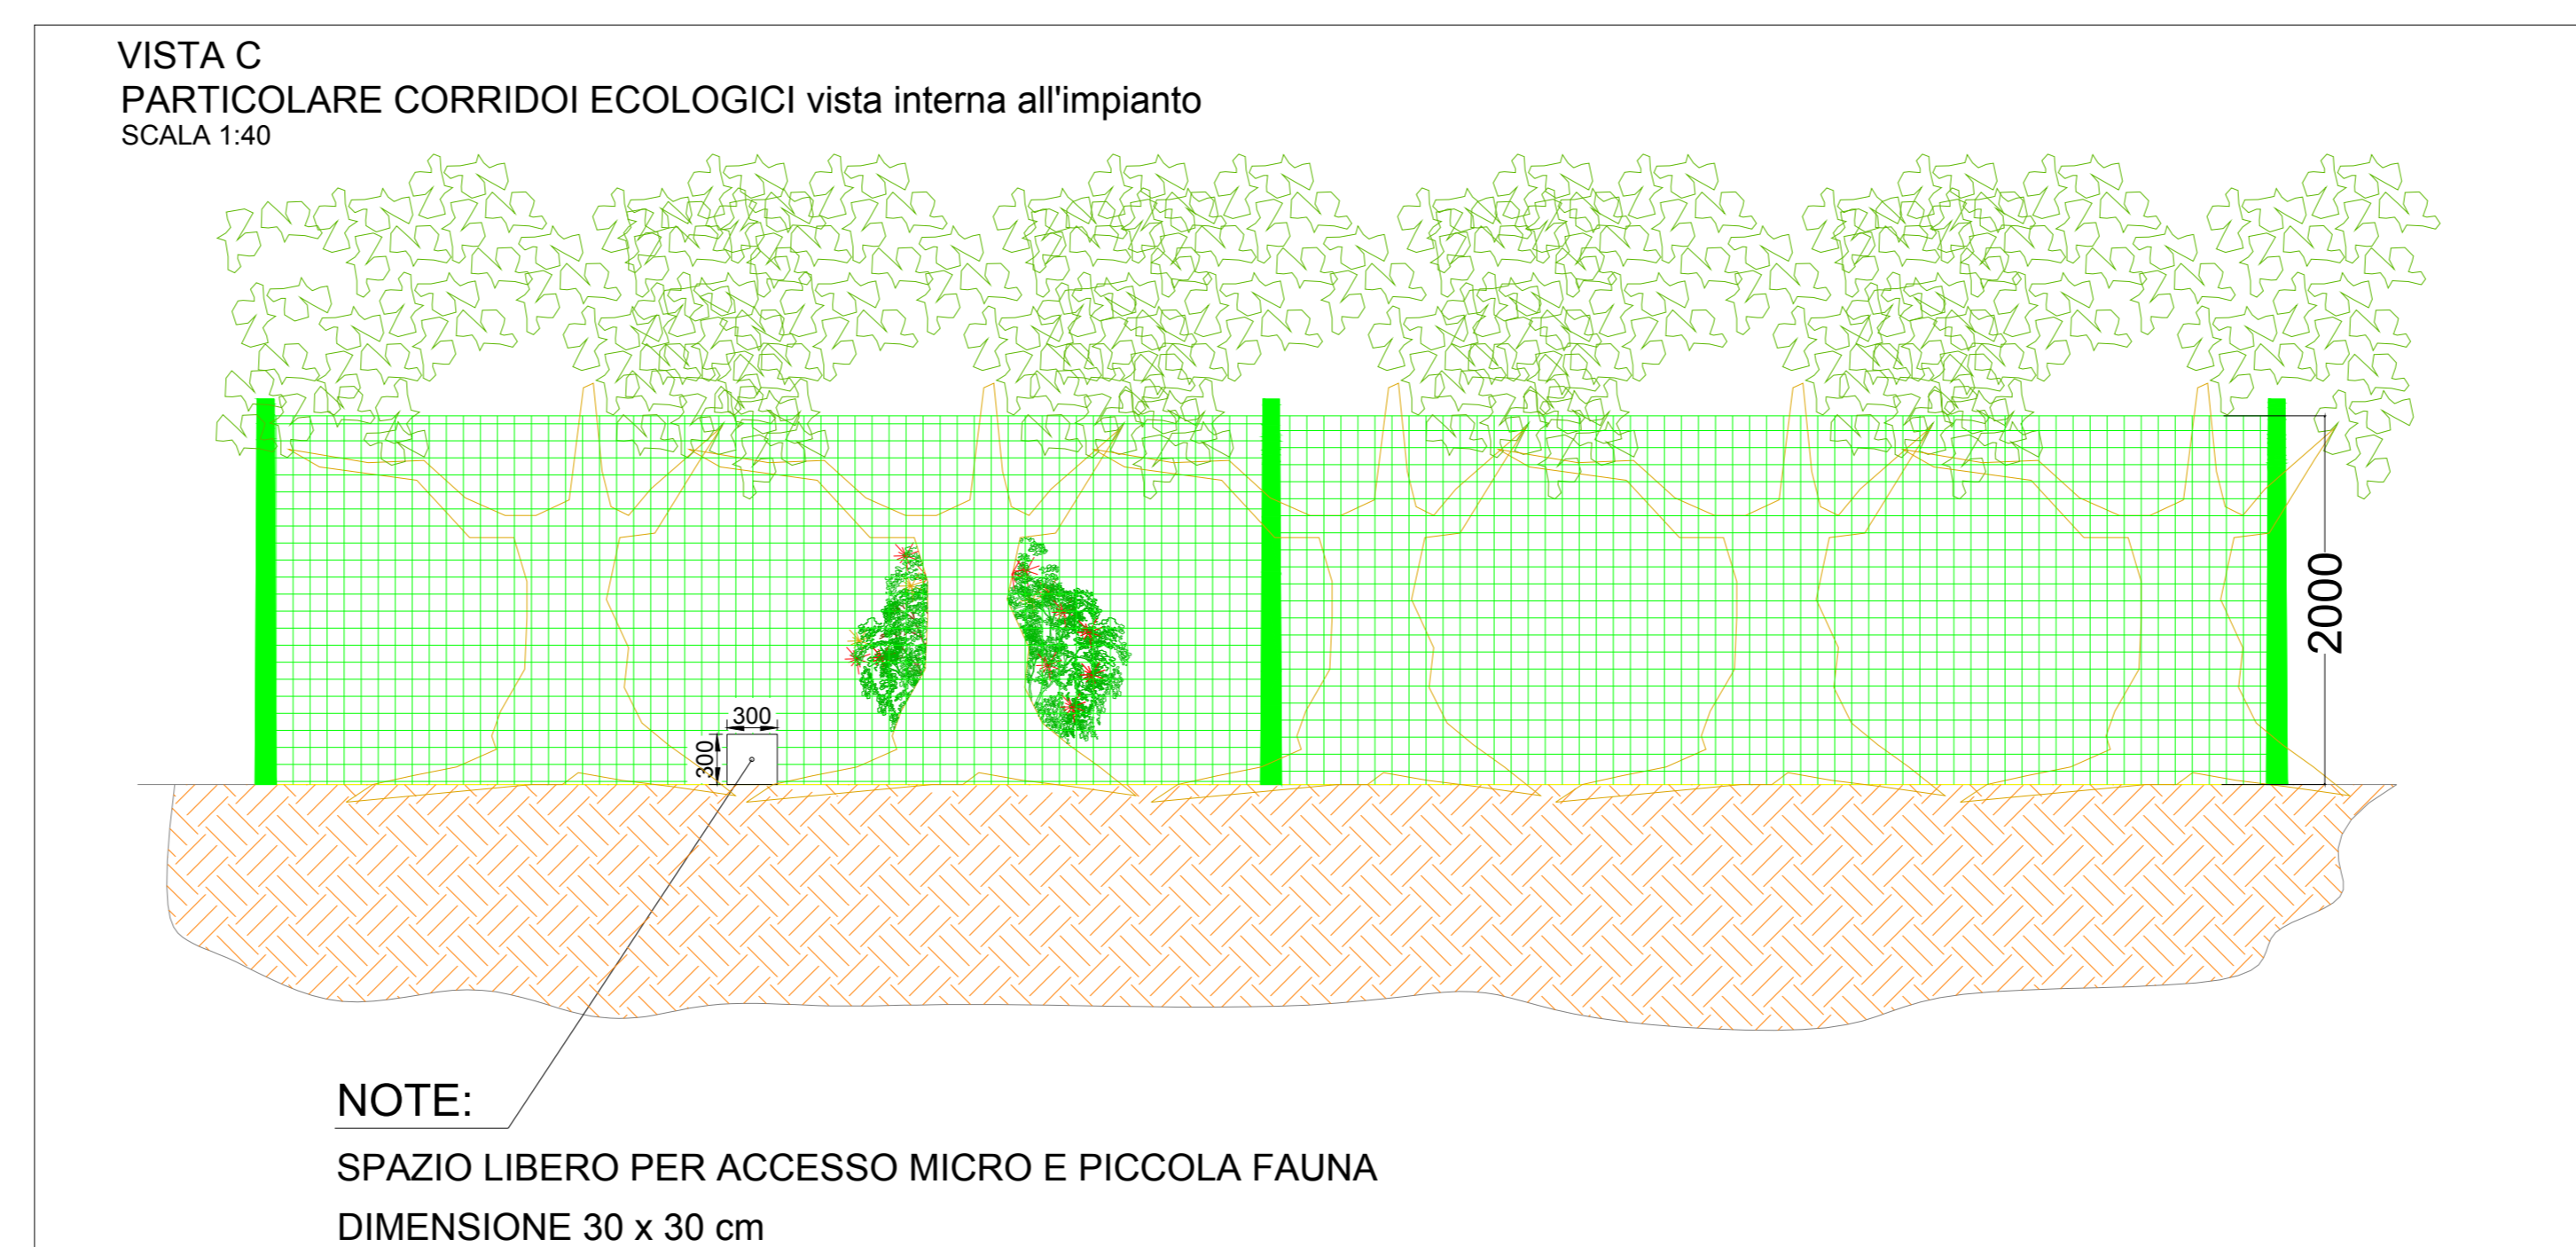 VISTA C
PARTICOLARE CORRIDOI ECOLOGICI vista interna all'impianto
SCALA 1:40
2000
300
300
NOTE:
SPAZIO LIBERO PER ACCESSO MICRO E PICCOLA FAUNA
DIMENSIONE 30 x 30 cm